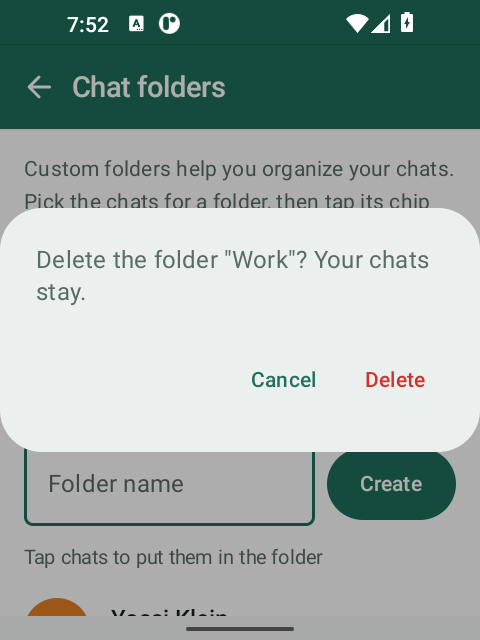 7:52
Chat folders
Custom folders help you organize your chats.
Pick the chats for a folder, then tap its chip
Delete the folder "Work"? Your chats
stay.
Cancel Delete
Folder name
Create
Tap chats to put them in the folder
Yossi Klein